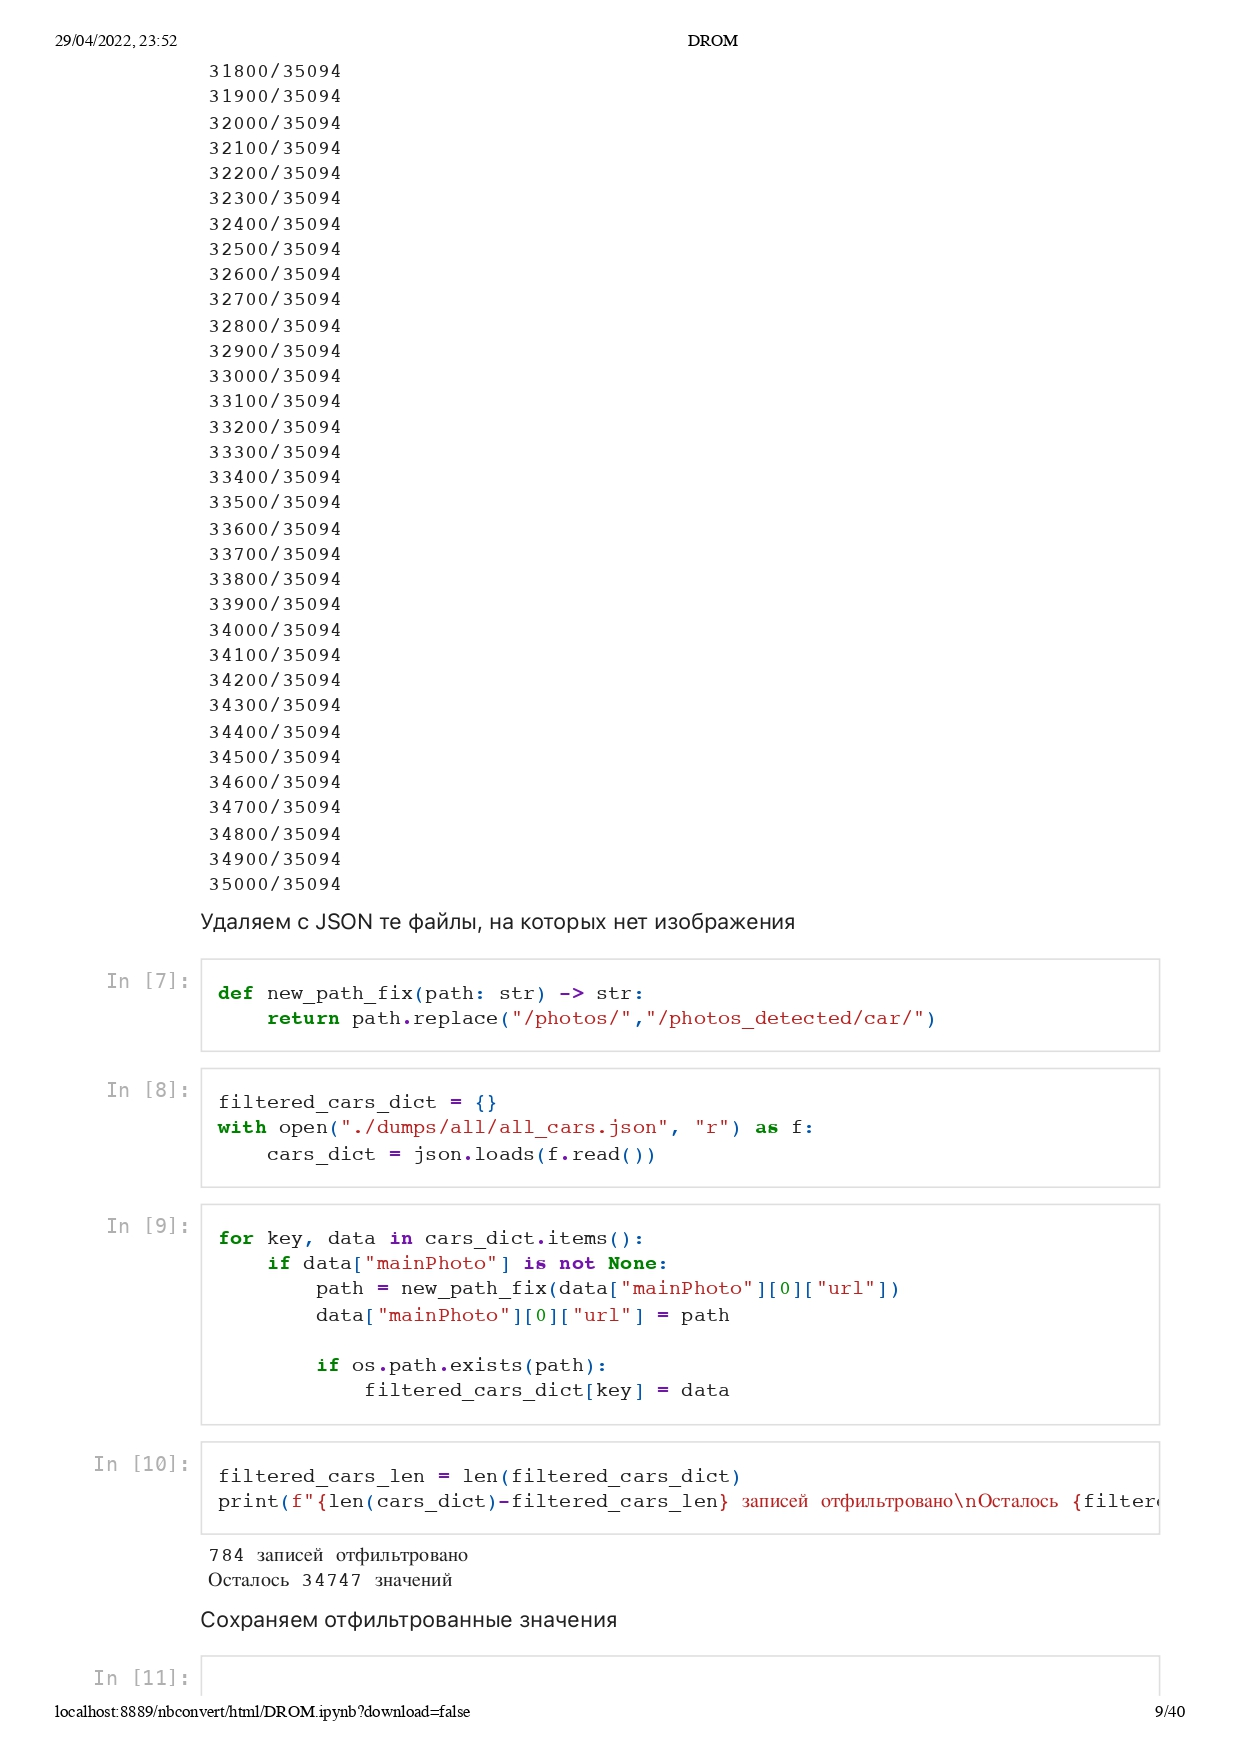 29/04/2022, 23:52 DROM
31800/35094
31900/35094
32000/35094
32100/35094
32200/35094
32300/35094
32400/35094
32500/35094
32600/35094
32700/35094
32800/35094
32900/35094
33000/35094
33100/35094
33200/35094
33300/35094
33400/35094
33500/35094
33600/35094
33700/35094
33800/35094
33900/35094
34000/35094
34100/35094
34200/35094
34300/35094
34400/35094
34500/35094
34600/35094
34700/35094
34800/35094
34900/35094
35000/35094
Удаляем с JSON те файлы, на которых нет изображения
In [7]:
def new_path_fix(path: str) -> str:
    return path.replace("/photos/","/photos_detected/car/")
In [8]:
filtered_cars_dict = {}
with open("./dumps/all/all_cars.json", "r") as f:
    cars_dict = json.loads(f.read())
In [9]:
for key, data in cars_dict.items():
    if data["mainPhoto"] is not None:
        path = new_path_fix(data["mainPhoto"][0]["url"])
        data["mainPhoto"][0]["url"] = path
        if os.path.exists(path):
            filtered_cars_dict[key] = data
In [10]:
filtered_cars_len = len(filtered_cars_dict)
print(f"{len(cars_dict)-filtered_cars_len} записей отфильтровано\nОсталось {filter
784 записей отфильтровано
Осталось 34747 значений
Сохраняем отфильтрованные значения
In [11]:
localhost:8889/nbconvert/html/DROM.ipynb?download=false 9/40